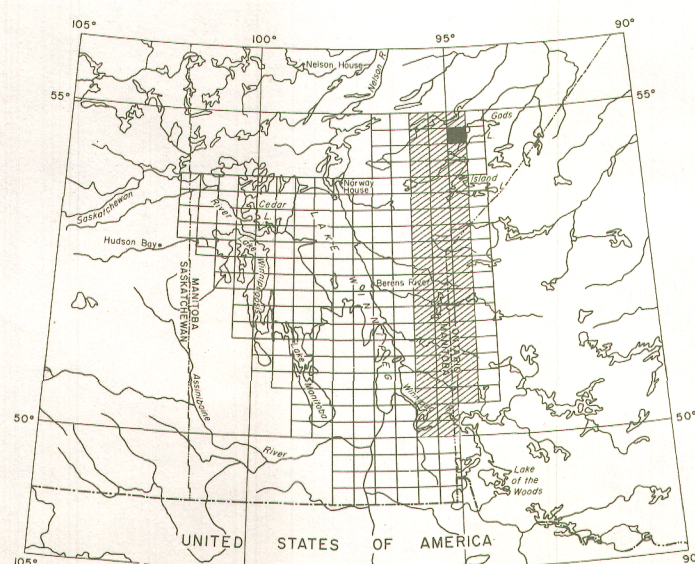 105°
100°
95°
90°
Nelson House
Nelson R
55°
55°
Gods
L.
Island
L.
Norway
House
Saskatchewan
River
Cedar
L.
Hudson Bay
LAKE
WINNIPEG
Lake
Winnipegosis
Berens River
MANITOBA
SASKATCHEWAN
ONTARIO
MANITOBA
Lake
Manitoba
Assiniboine
River
50°
50°
Lake
of the
Woods
UNITED STATES OF AMERICA
105°
90